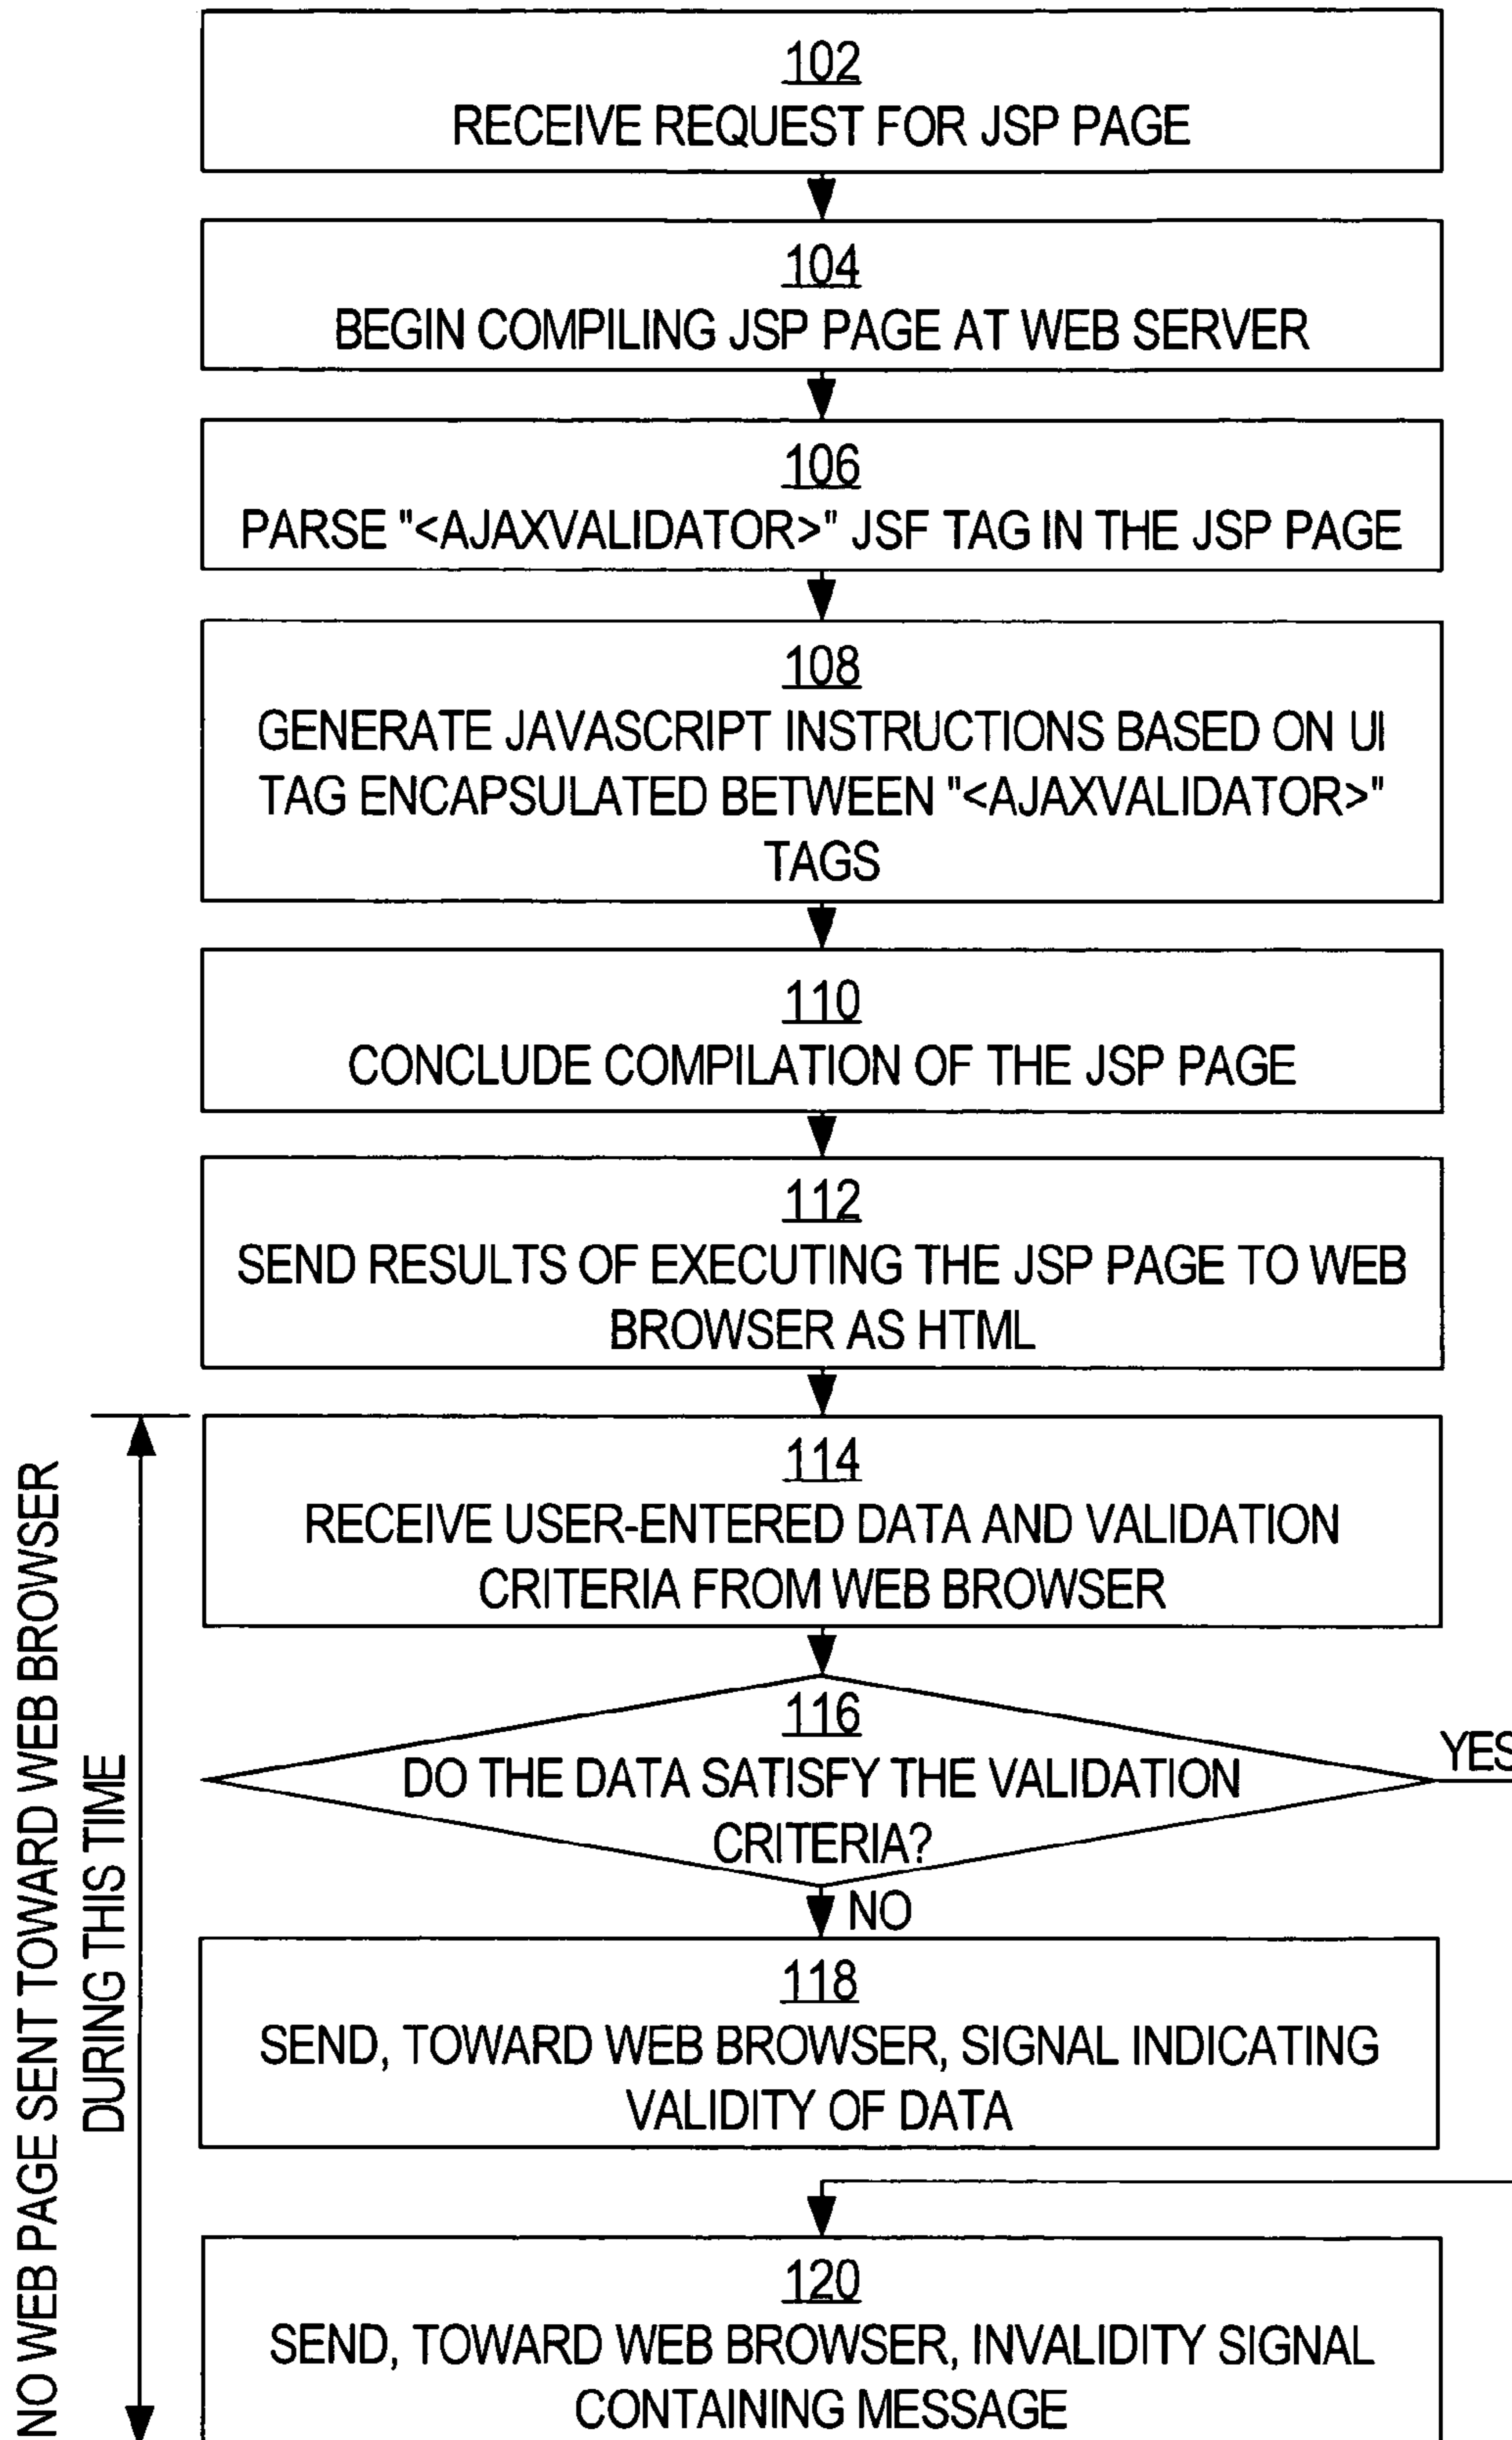 102
RECEIVE REQUEST FOR JSP PAGE
104
BEGIN COMPILING JSP PAGE AT WEB SERVER
106
PARSE "<AJAXVALIDATOR>" JSF TAG IN THE JSP PAGE
108
GENERATE JAVASCRIPT INSTRUCTIONS BASED ON UI
TAG ENCAPSULATED BETWEEN "<AJAXVALIDATOR>"
TAGS
110
CONCLUDE COMPILATION OF THE JSP PAGE
112
SEND RESULTS OF EXECUTING THE JSP PAGE TO WEB
BROWSER AS HTML
NO WEB PAGE SENT TOWARD WEB BROWSER
DURING THIS TIME
114
RECEIVE USER-ENTERED DATA AND VALIDATION
CRITERIA FROM WEB BROWSER
116
DO THE DATA SATISFY THE VALIDATION
CRITERIA?
YES
NO
118
SEND, TOWARD WEB BROWSER, SIGNAL INDICATING
VALIDITY OF DATA
120
SEND, TOWARD WEB BROWSER, INVALIDITY SIGNAL
CONTAINING MESSAGE